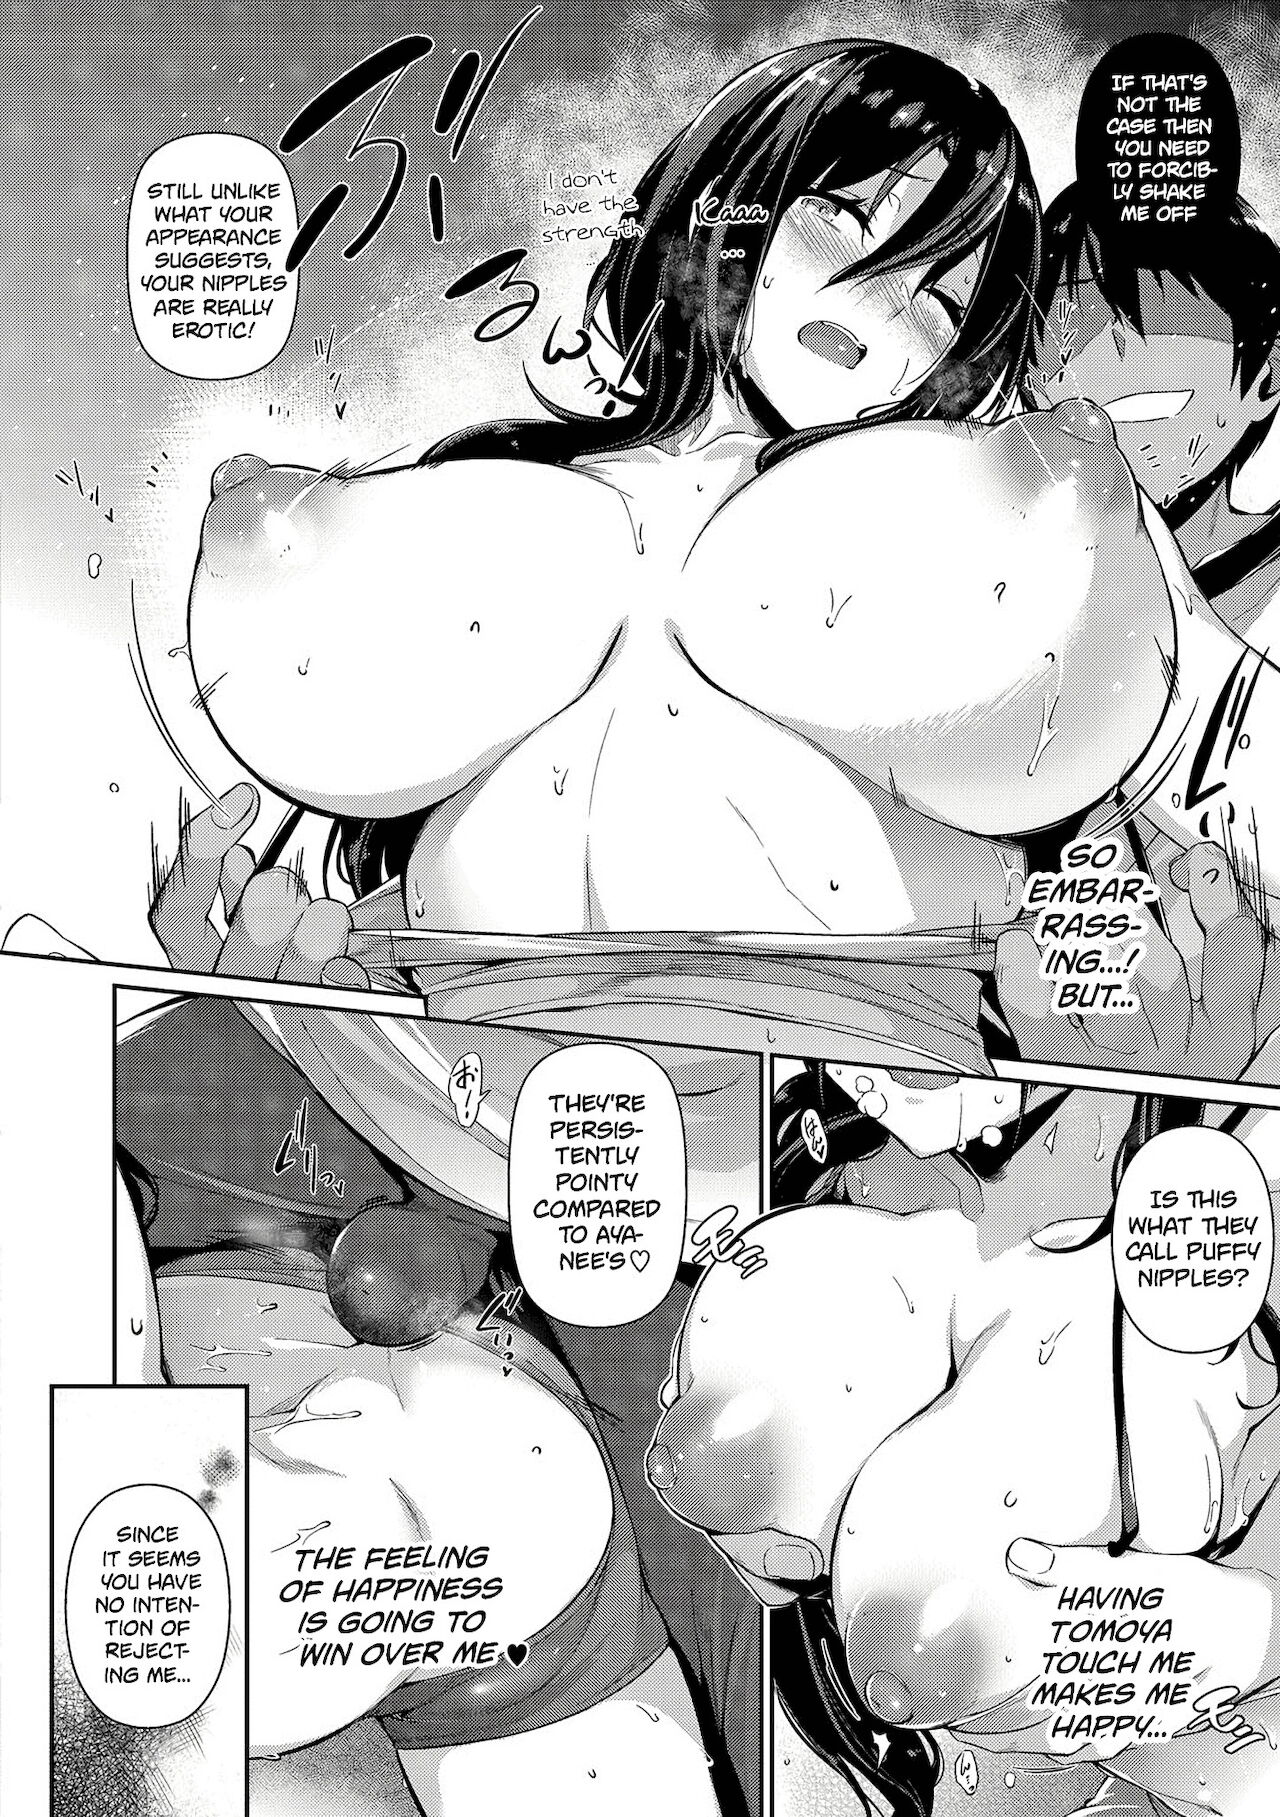 IF THAT'S
NOT THE
CASE THEN
YOU NEED
TO FORCIB-
LY SHAKE
ME OFF
I don't
have the
strength
Kaaa
...
STILL UNLIKE
WHAT YOUR
APPEARANCE
SUGGESTS,
YOUR NIPPLES
ARE REALLY
EROTIC!
SO
EMBAR-
RASS-
ING...!
BUT...
IS THIS
WHAT THEY
CALL PUFFY
NIPPLES?
HAVING
TOMOYA
TOUCH ME
MAKES ME
HAPPY...
THEY'RE
PERSIS-
TENTLY
POINTY
COMPARED
TO AYA-
NEE'S♡
THE FEELING
OF HAPPINESS
IS GOING TO
WIN OVER ME♥
SINCE
IT SEEMS
YOU HAVE
NO INTEN-
TION OF
REJECT-
ING ME...